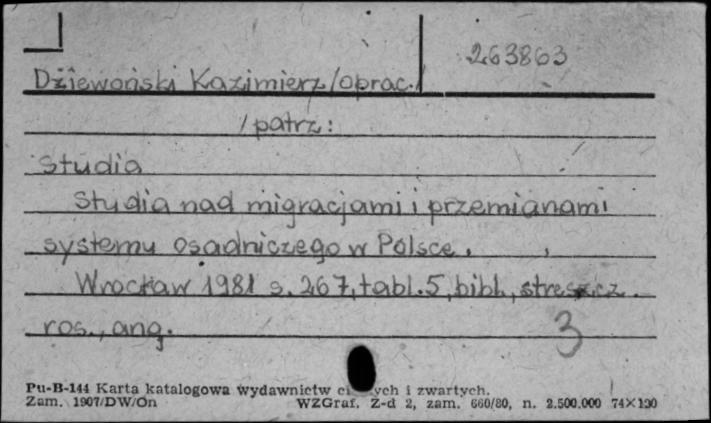 263863
Dziewoński Kazimierz /oprac./
/patrz:
Studia
Studia nad migracjami i przemianami
systemu osadniczego w Polsce.
Wrocław 1981 s. 267, tabl. 5, bibl., streszcz.
ros., ang.
3
Pu-B-144 Karta katalogowa wydawnictw ych i zwartych.
Zam. 1907/DW/On WZGraf. Z-d 2, zam. 660/80, n. 2.500.000 74×120